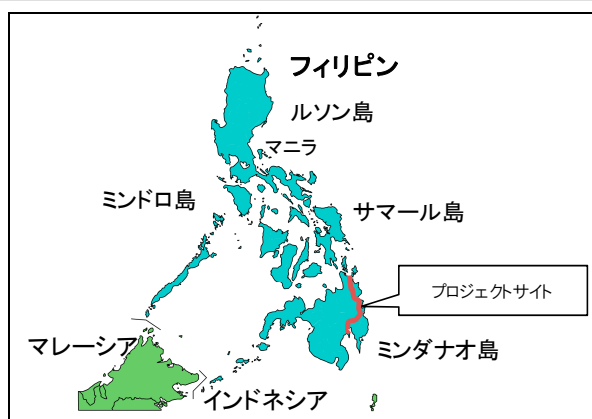 フィリピン
ルソン島
マニラ
ミンドロ島
サマール島
プロジェクトサイト
マレーシア
ミンダナオ島
インドネシア